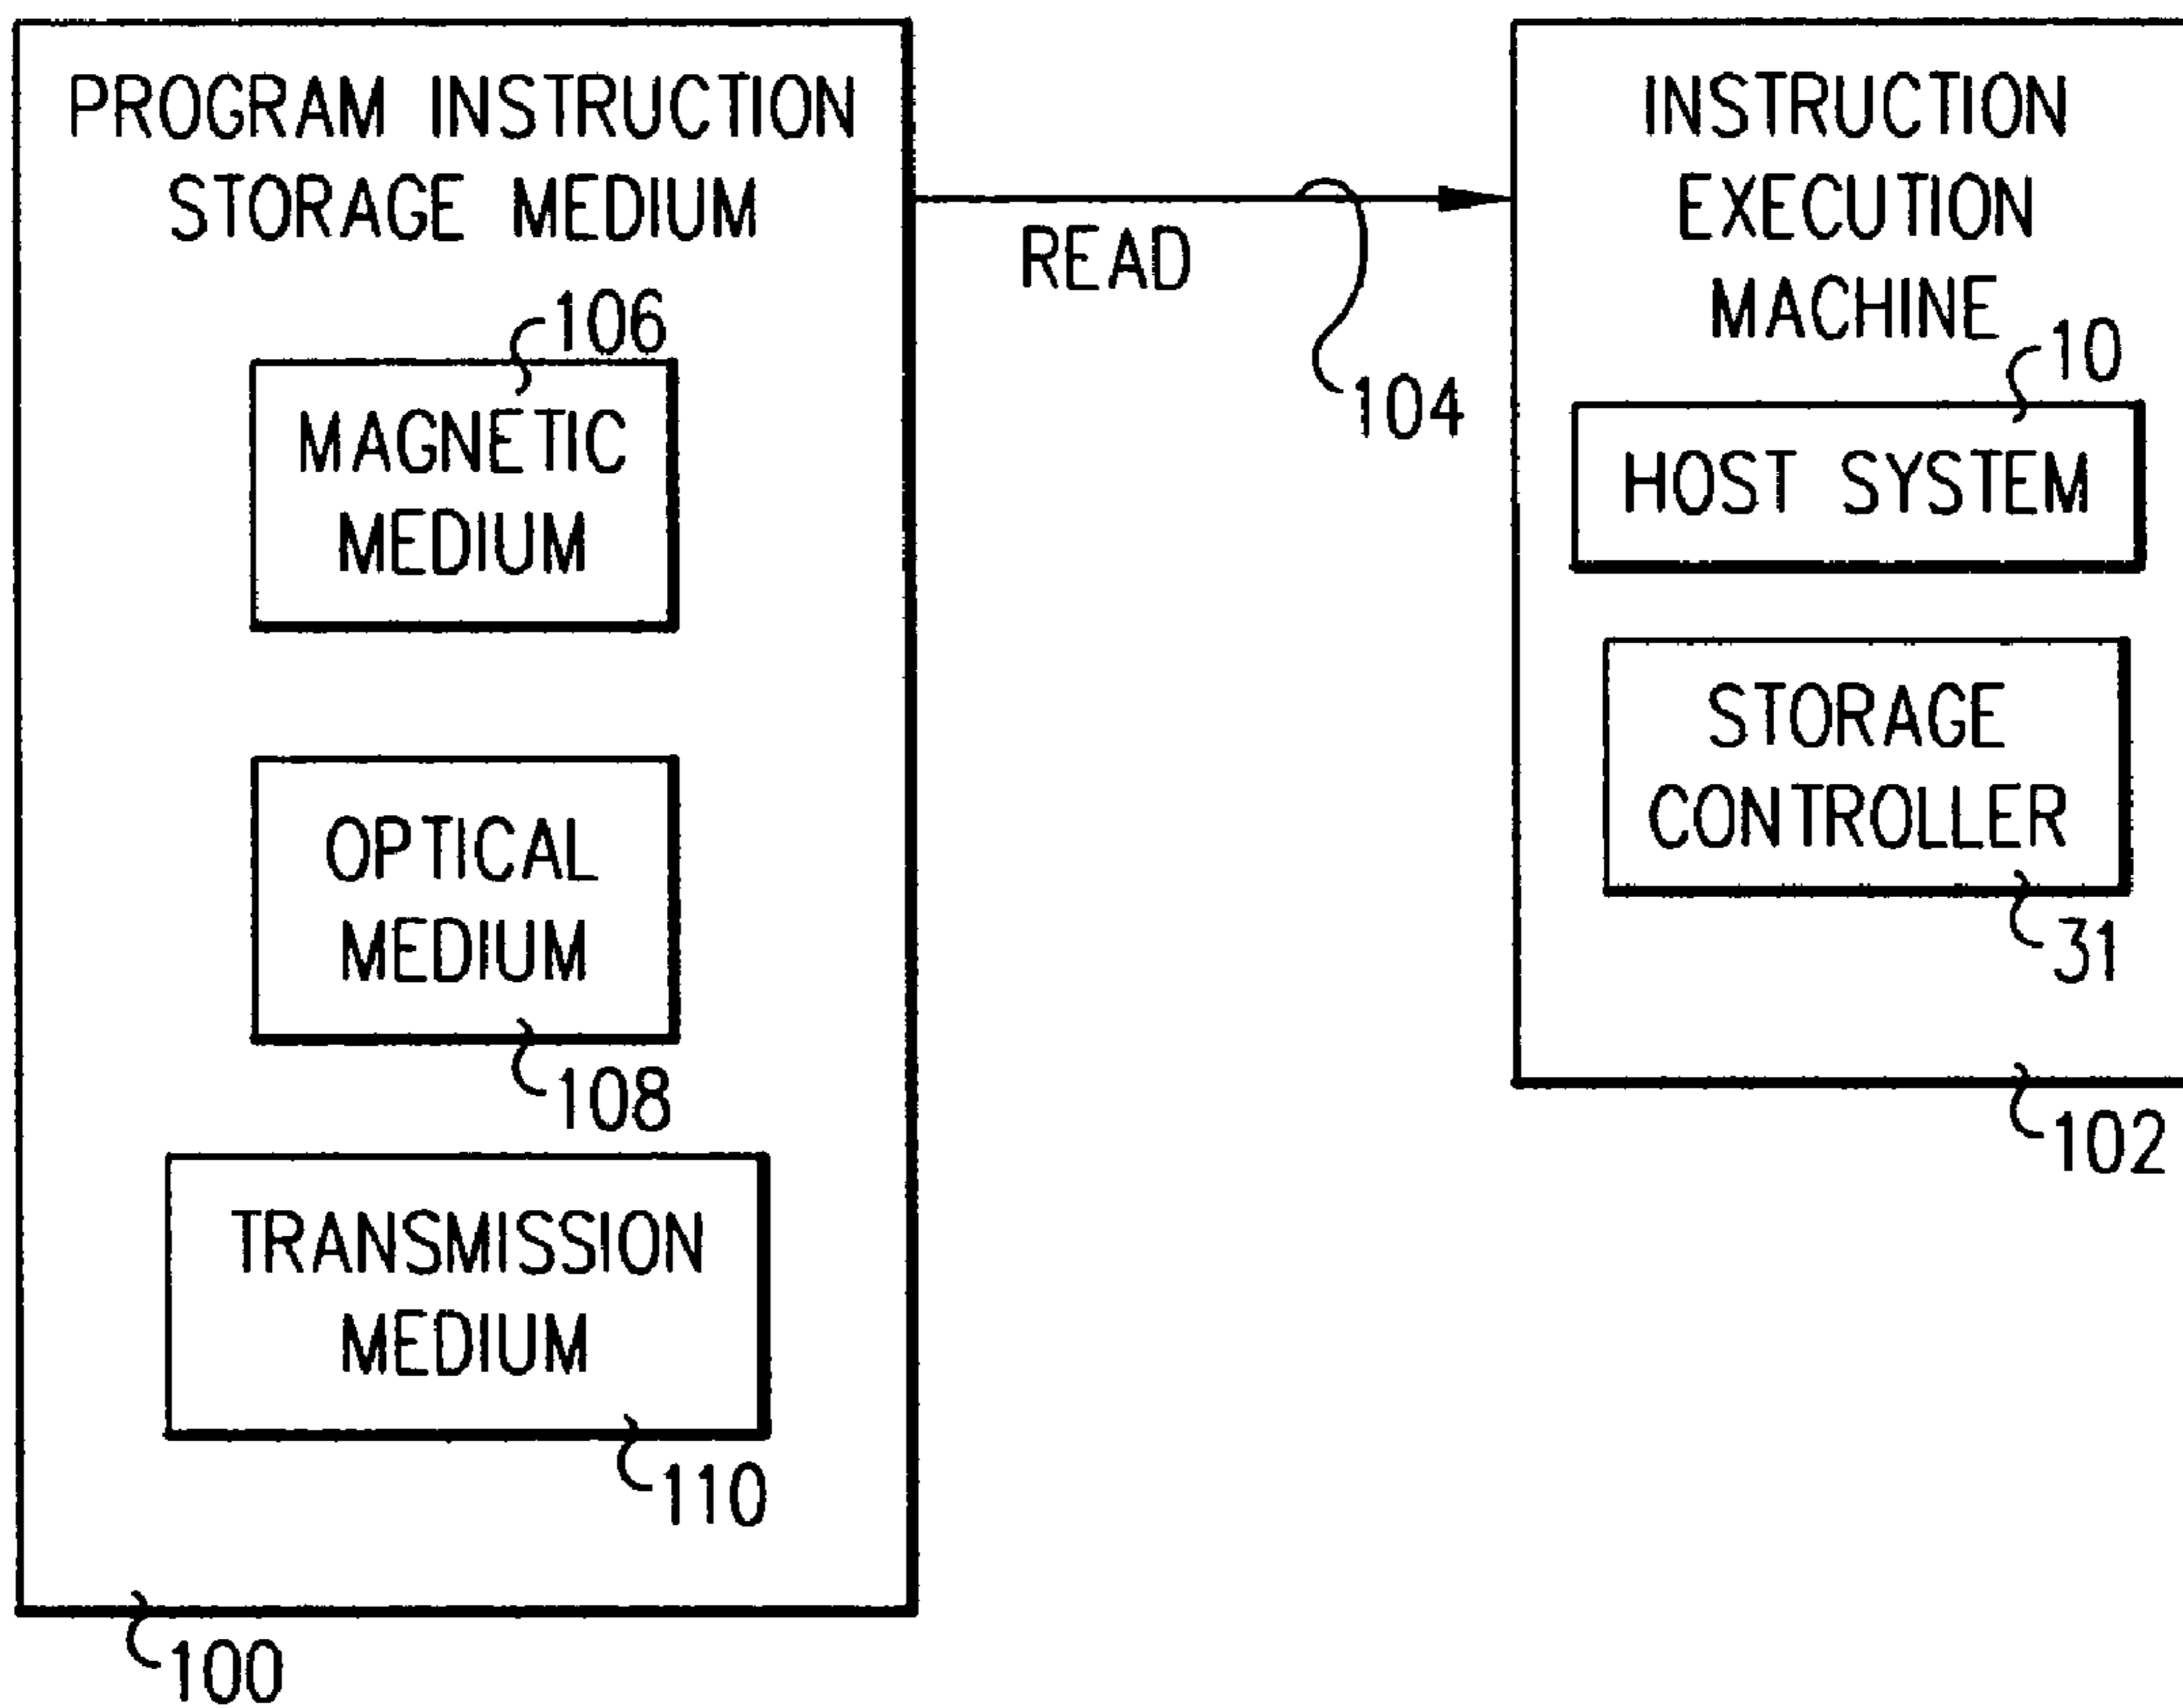 PROGRAM INSTRUCTION
STORAGE MEDIUM
106
MAGNETIC
MEDIUM
OPTICAL
MEDIUM
108
TRANSMISSION
MEDIUM
110
100
READ
104
INSTRUCTION
EXECUTION
MACHINE
10
HOST SYSTEM
STORAGE
CONTROLLER
31
102